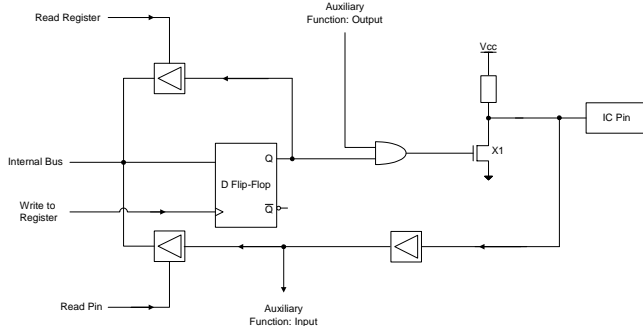 Auxiliary
Function: Output
Read Register
Vcc
IC Pin
X1
Internal Bus
Q
D Flip-Flop
Q
Write to
Register
Read Pin
Auxiliary
Function: Input